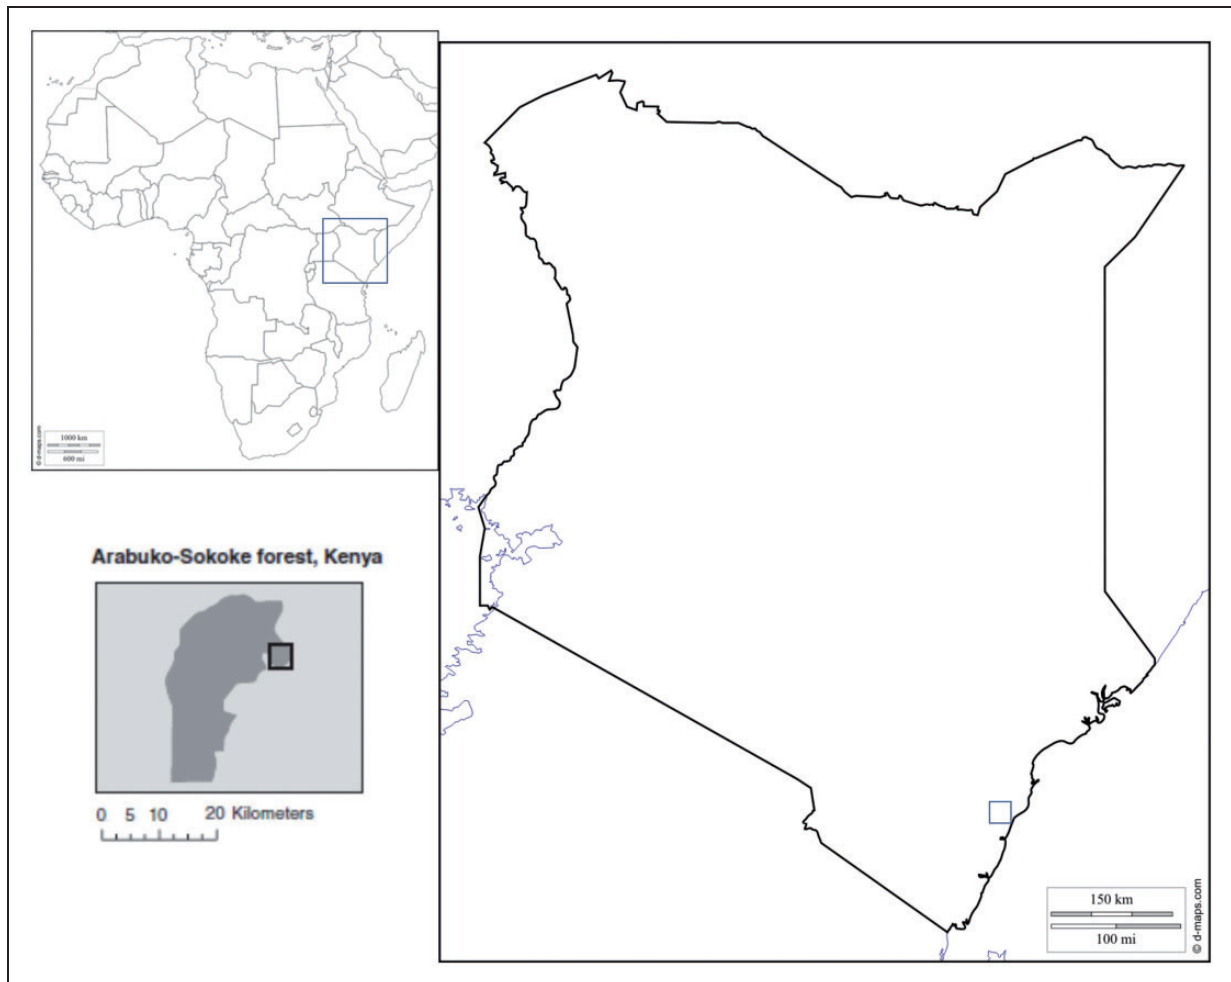 1000 km
600 mi
© d-maps.com
Arabuko-Sokoke forest, Kenya
0 5 10 20 Kilometers
150 km
100 mi
© d-maps.com